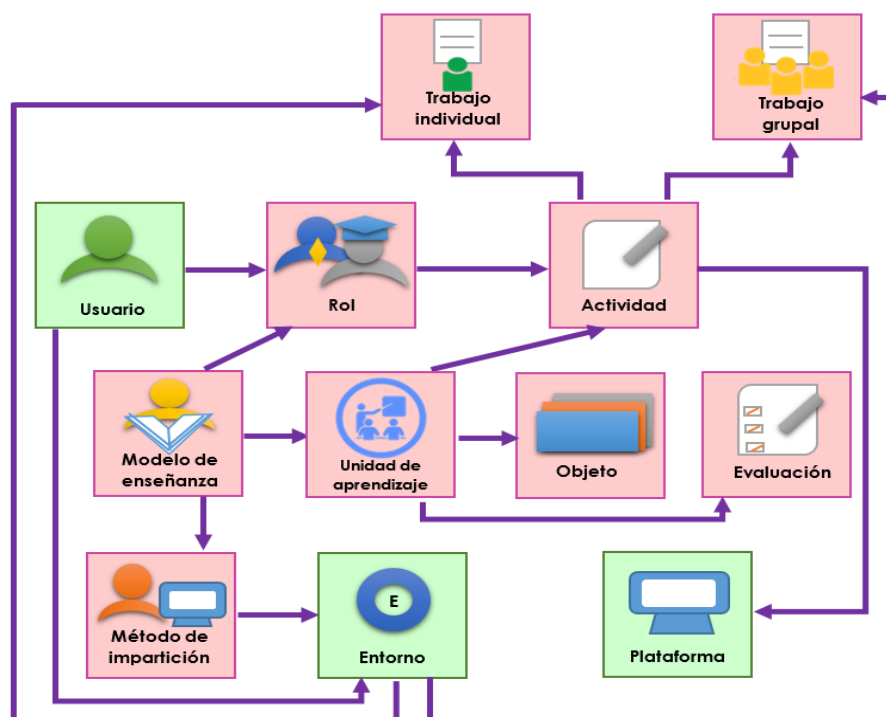 Trabajo
individual
Trabajo
grupal
Usuario
Rol
Actividad
Modelo de
enseñanza
Unidad de
aprendizaje
Objeto
Evaluación
Método de
impartición
E
Entorno
Plataforma